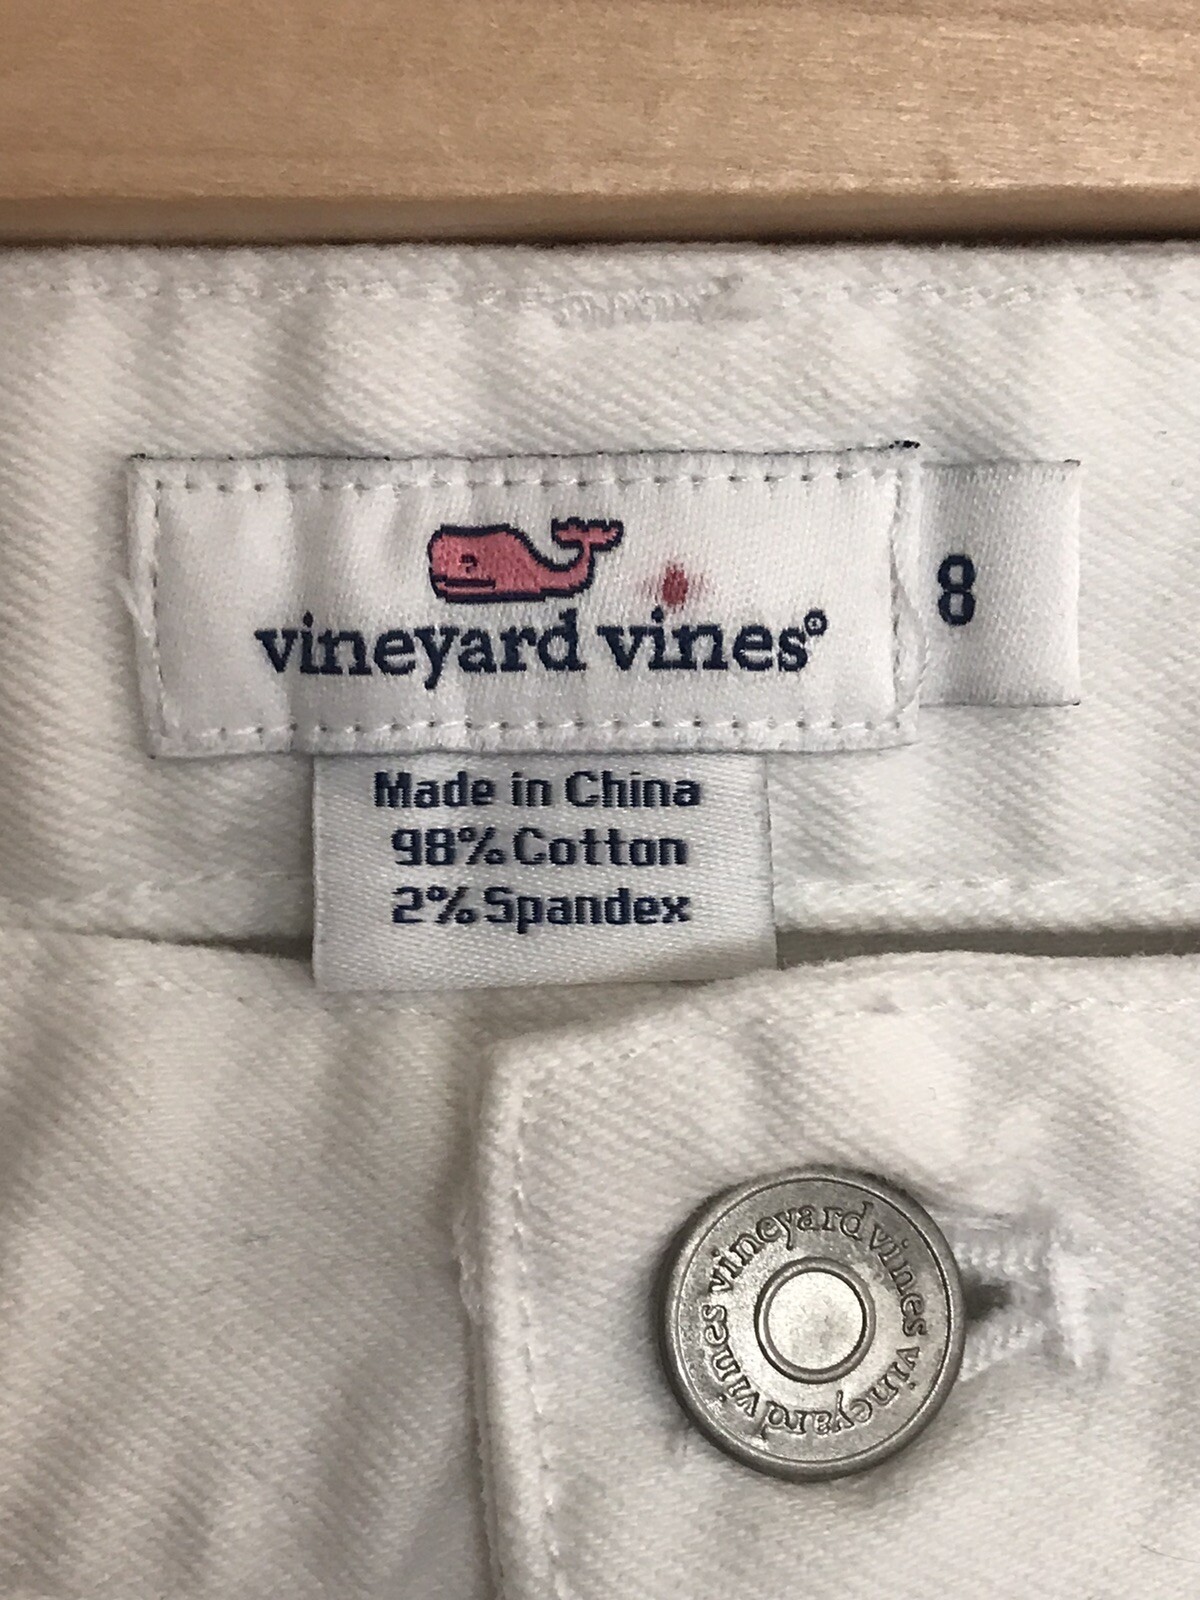 vineyard vines®
8
Made in China
98% Cotton
2% Spandex
vineyard vines vineyard vines